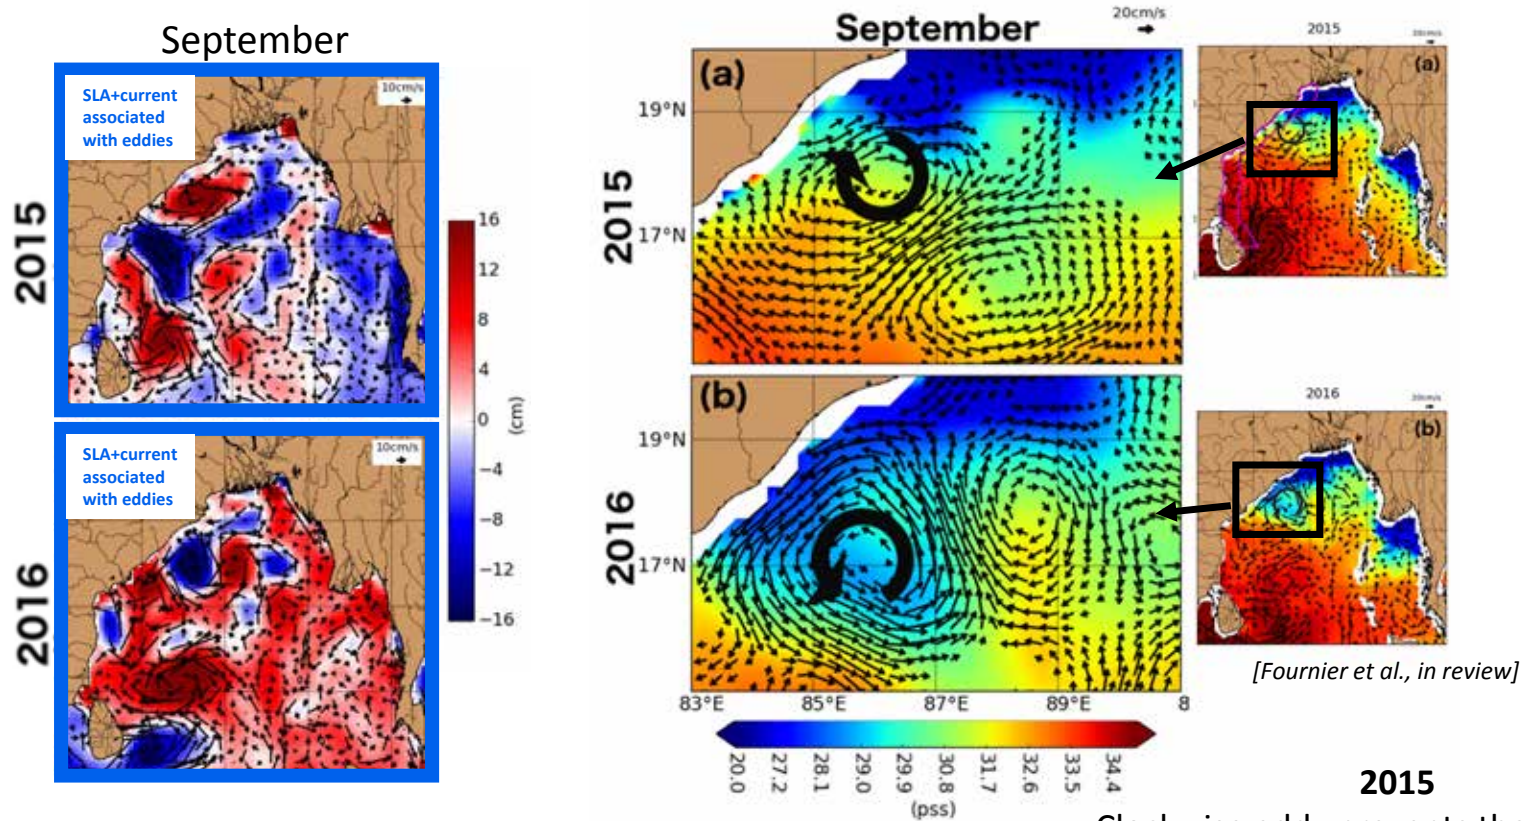 September
2015
SLA+current
associated
with eddies
10cm/s
2016
SLA+current
associated
with eddies
10cm/s
16
12
8
4
0
−4
−8
−12
−16
(cm)
September
20cm/s
2015
(a)
19°N
17°N
2016
(b)
19°N
17°N
83°E 85°E 87°E 89°E 8
20.0 27.2 28.1 29.0 29.9 30.8 31.7 32.6 33.5 34.4
(pss)
2015
20cm/s
(a)
2016
20cm/s
(b)
[Fournier et al., in review]
2015